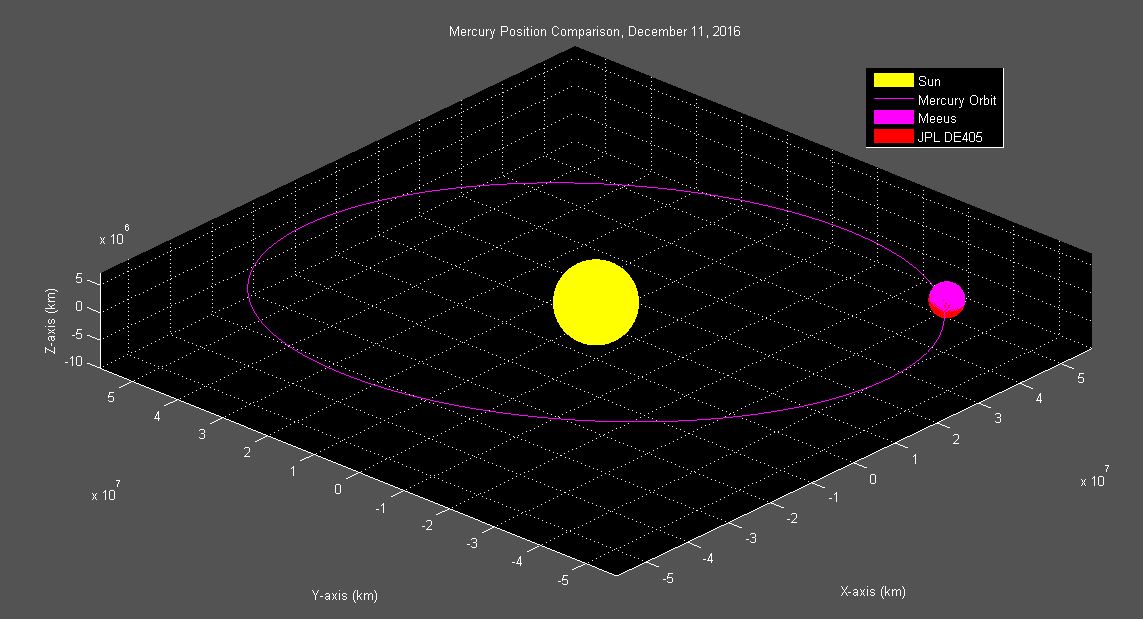 Mercury Position Comparison, December 11, 2016
Sun
Mercury Orbit
Meeus
JPL DE405
x 10^6
5
0
-5
-10
Z-axis (km)
5
4
3
2
1
0
-1
-2
-3
-4
-5
x 10^7
Y-axis (km)
5
4
3
2
1
0
-1
-2
-3
-4
-5
x 10^7
X-axis (km)